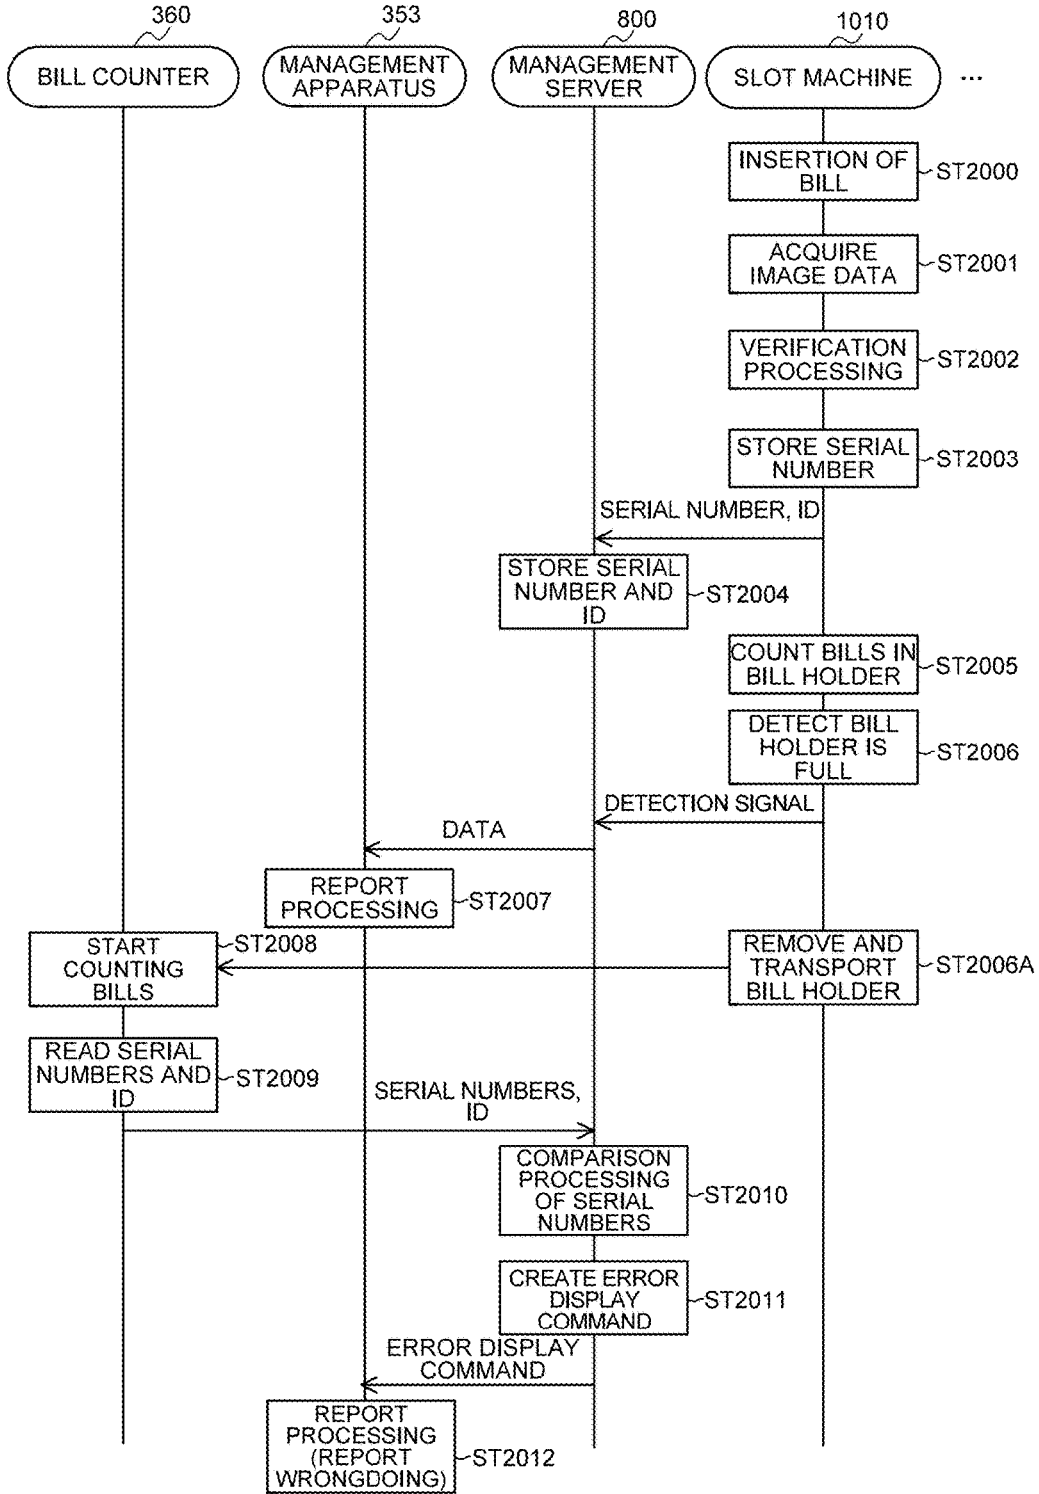 360
353
800
1010
BILL COUNTER
MANAGEMENT
APPARATUS
MANAGEMENT
SERVER
SLOT MACHINE
...
INSERTION OF
BILL
ST2000
ACQUIRE
IMAGE DATA
ST2001
VERIFICATION
PROCESSING
ST2002
STORE SERIAL
NUMBER
ST2003
SERIAL NUMBER, ID
STORE SERIAL
NUMBER AND
ID
ST2004
COUNT BILLS IN
BILL HOLDER
ST2005
DETECT BILL
HOLDER IS
FULL
ST2006
DETECTION SIGNAL
DATA
REPORT
PROCESSING
ST2007
START
COUNTING
BILLS
ST2008
REMOVE AND
TRANSPORT
BILL HOLDER
ST2006A
READ SERIAL
NUMBERS AND
ID
ST2009
SERIAL NUMBERS,
ID
COMPARISON
PROCESSING
OF SERIAL
NUMBERS
ST2010
CREATE ERROR
DISPLAY
COMMAND
ST2011
ERROR DISPLAY
COMMAND
REPORT
PROCESSING
(REPORT
WRONGDOING)
ST2012